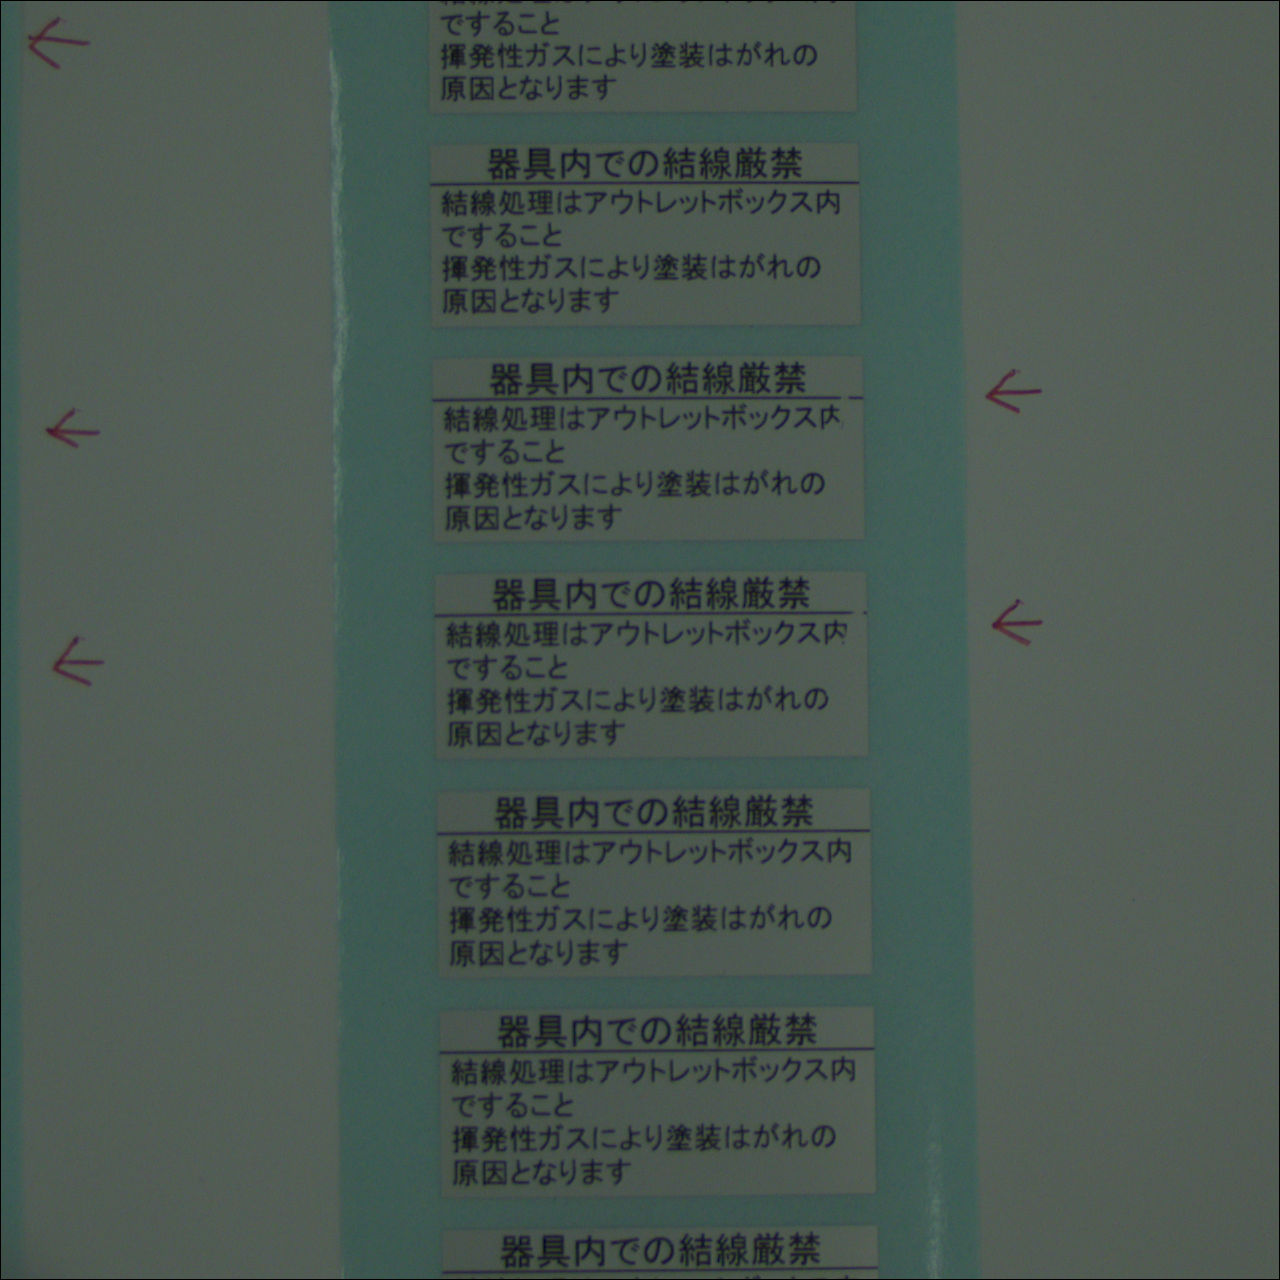 ですること
揮発性ガスにより塗装はがれの
原因となります
器具内での結線厳禁
結線処理はアウトレットボックス内
ですること
揮発性ガスにより塗装はがれの
原因となります
器具内での結線厳禁
結線処理はアウトレットボックス内
ですること
揮発性ガスにより塗装はがれの
原因となります
器具内での結線厳禁
結線処理はアウトレットボックス内
ですること
揮発性ガスにより塗装はがれの
原因となります
器具内での結線厳禁
結線処理はアウトレットボックス内
ですること
揮発性ガスにより塗装はがれの
原因となります
器具内での結線厳禁
結線処理はアウトレットボックス内
ですること
揮発性ガスにより塗装はがれの
原因となります
器具内での結線厳禁